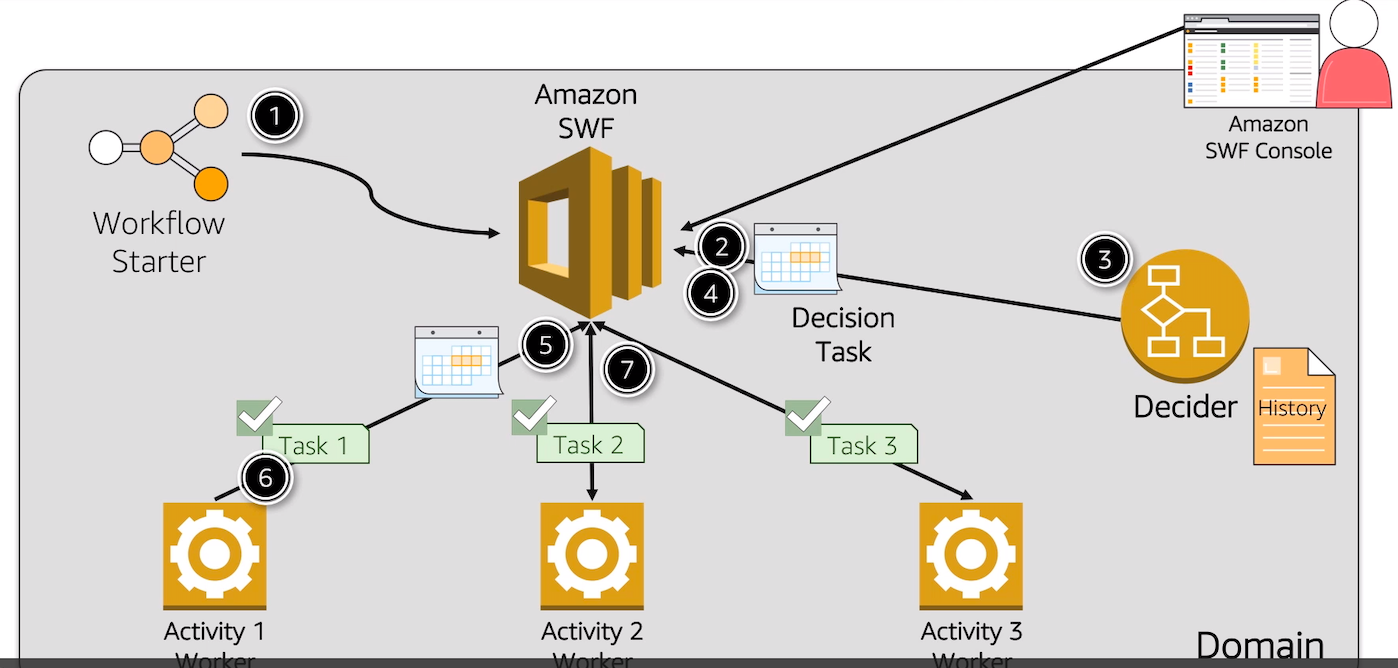 1
Amazon
SWF
Amazon
SWF Console
Workflow
Starter
2
3
4
Decision
Task
5
7
Decider
History
Task 1
Task 2
Task 3
6
Activity 1
Worker
Activity 2
Worker
Activity 3
Worker
Domain